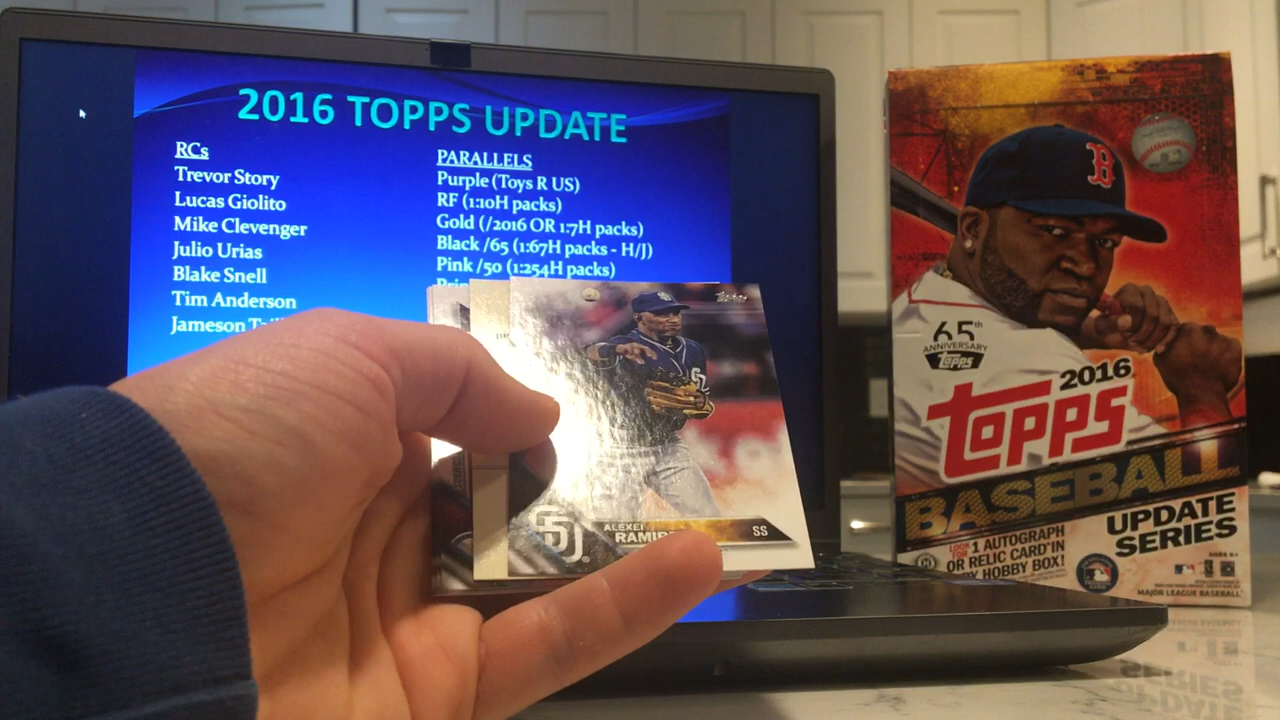 2016 TOPPS UPDATE
RCs
Trevor Story
Lucas Giolito
Mike Clevenger
Julio Urias
Blake Snell
Tim Anderson
Jameson
PARALLELS
Purple (Toys R US)
RF (1:10H packs)
Gold (/2016 OR 1:7H packs)
Black /65 (1:67H packs - H/J)
Pink /50 (1:254H packs)
Topps
SD
ALEXEI
SS
B
65th
ANNIVERSARY
Topps
2016
Topps
BASEBALL
UPDATE
SERIES
LOOK FOR 1 AUTOGRAPH
OR RELIC CARD IN
HOBBY BOX!
MAJOR LEAGUE BASEBALL